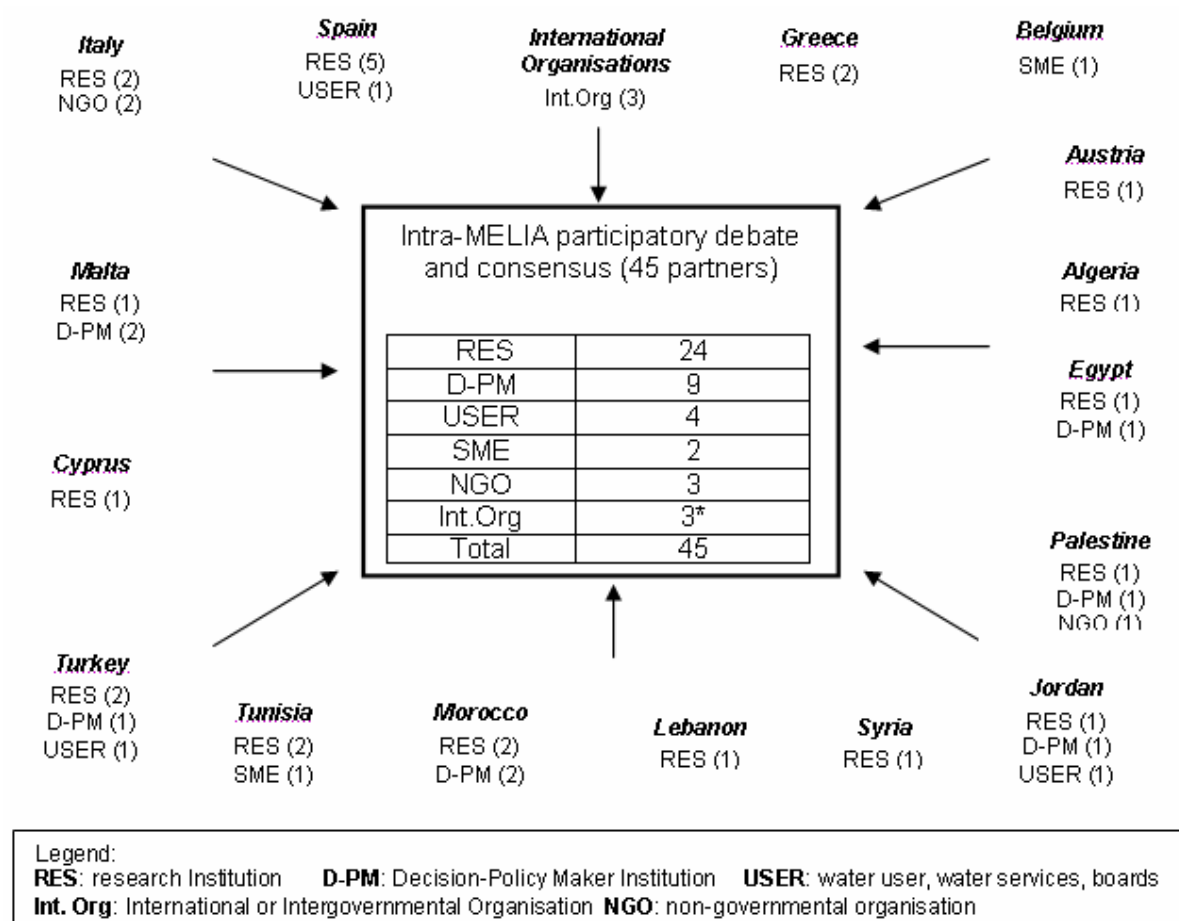 Italy
RES (2)
NGO (2)
Spain
RES (5)
USER (1)
International
Organisations
Int.Org (3)
Greece
RES (2)
Belgium
SME (1)
Austria
RES (1)
Malta
RES (1)
D-PM (2)
Intra-MELIA participatory debate
and consensus (45 partners)
RES 24
D-PM 9
USER 4
SME 2
NGO 3
Int.Org 3*
Total 45
Algeria
RES (1)
Egypt
RES (1)
D-PM (1)
Cyprus
RES (1)
Palestine
RES (1)
D-PM (1)
NGO (1)
Turkey
RES (2)
D-PM (1)
USER (1)
Tunisia
RES (2)
SME (1)
Morocco
RES (2)
D-PM (2)
Lebanon
RES (1)
Syria
RES (1)
Jordan
RES (1)
D-PM (1)
USER (1)
Legend:
RES: research Institution D-PM: Decision-Policy Maker Institution USER: water user, water services, boards
Int. Org: International or Intergovernmental Organisation NGO: non-governmental organisation